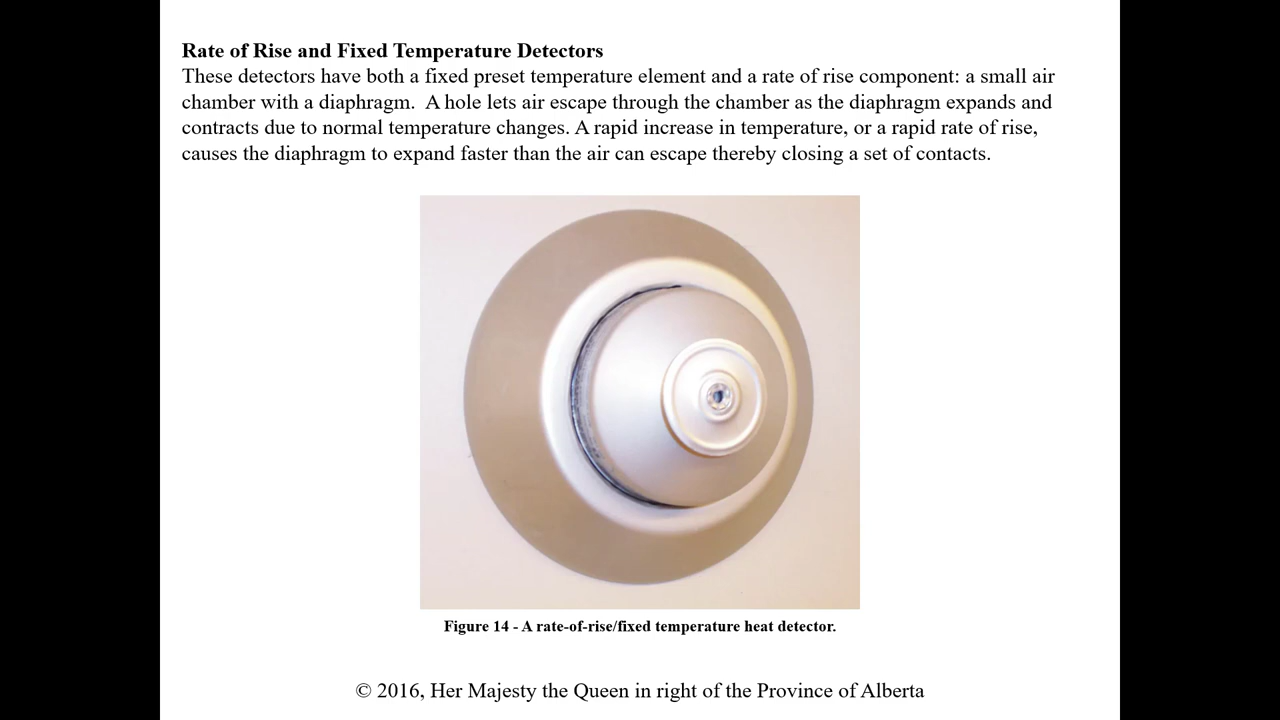 Rate of Rise and Fixed Temperature Detectors
These detectors have both a fixed preset temperature element and a rate of rise component: a small air
chamber with a diaphragm.  A hole lets air escape through the chamber as the diaphragm expands and
contracts due to normal temperature changes. A rapid increase in temperature, or a rapid rate of rise,
causes the diaphragm to expand faster than the air can escape thereby closing a set of contacts.
Figure 14 - A rate-of-rise/fixed temperature heat detector.
© 2016, Her Majesty the Queen in right of the Province of Alberta